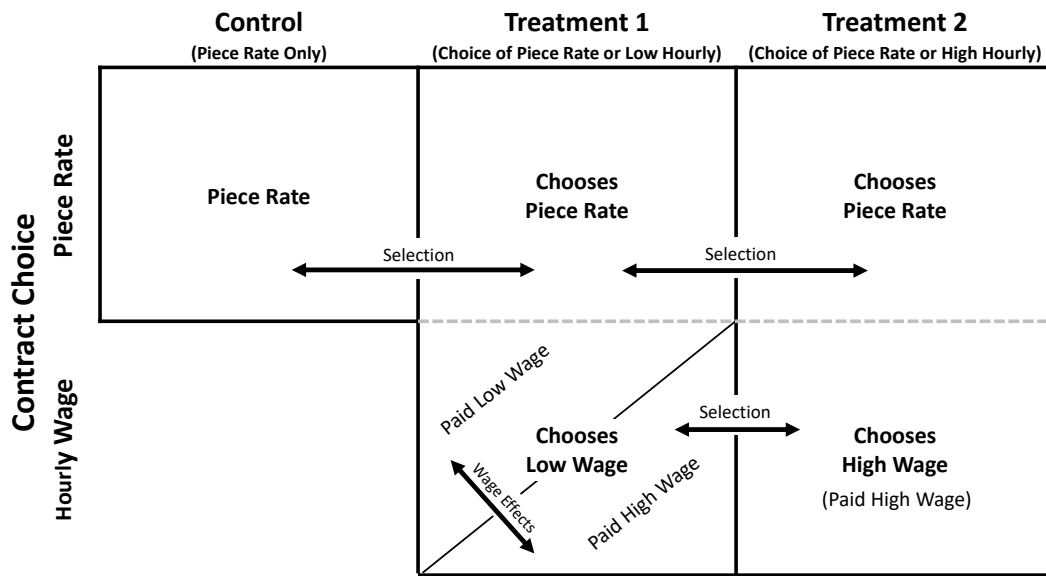 Control
(Piece Rate Only)
Treatment 1
(Choice of Piece Rate or Low Hourly)
Treatment 2
(Choice of Piece Rate or High Hourly)
Contract Choice
Piece Rate
Piece Rate
Chooses
Piece Rate
Chooses
Piece Rate
Selection
Selection
Hourly Wage
Paid Low Wage
Chooses
Low Wage
Wage Effects
Paid High Wage
Selection
Chooses
High Wage
(Paid High Wage)